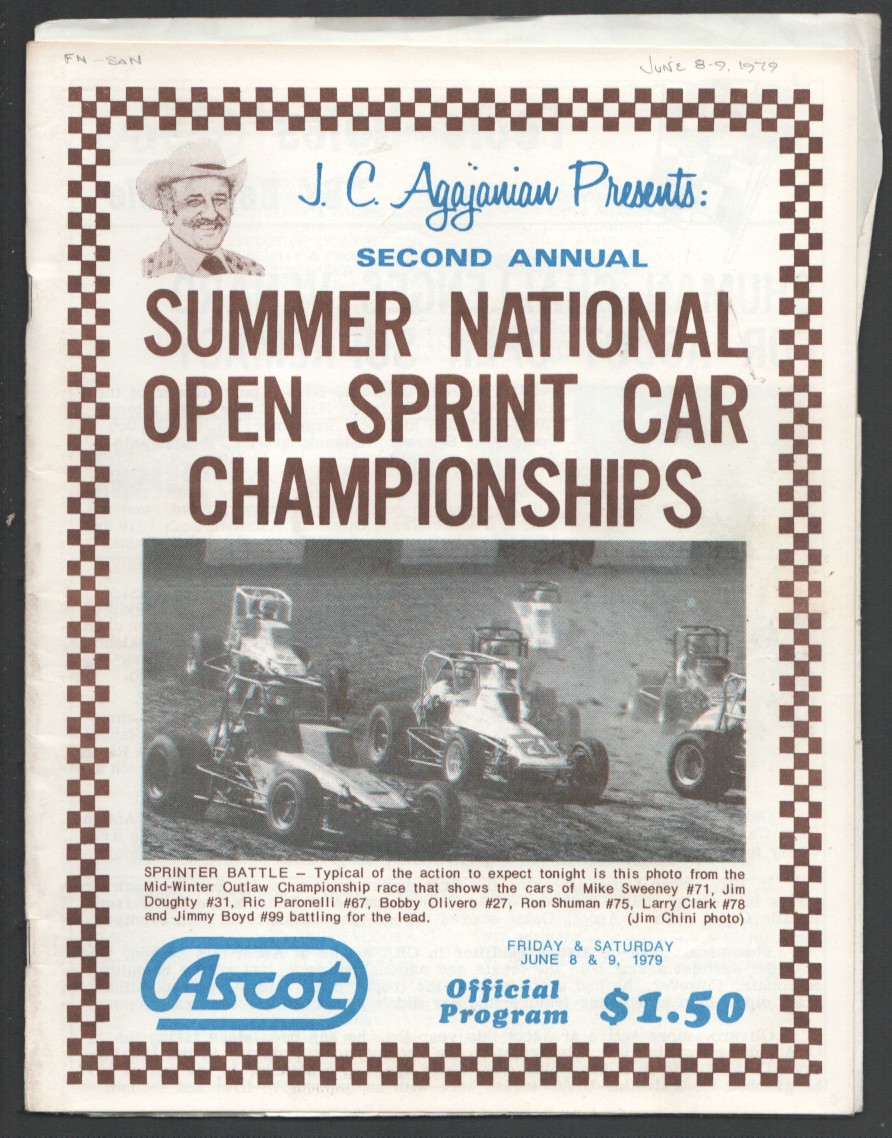 FN - SAN
JUNE 8-9, 1979
J. C. Agajanian Presents:
SECOND ANNUAL
SUMMER NATIONAL
OPEN SPRINT CAR
CHAMPIONSHIPS
SPRINTER BATTLE — Typical of the action to expect tonight is this photo from the
Mid-Winter Outlaw Championship race that shows the cars of Mike Sweeney #71, Jim
Doughty #31, Ric Paronelli #67, Bobby Olivero #27, Ron Shuman #75, Larry Clark #78
and Jimmy Boyd #99 battling for the lead. (Jim Chini photo)
Ascot
FRIDAY & SATURDAY
JUNE 8 & 9, 1979
Official
Program $1.50